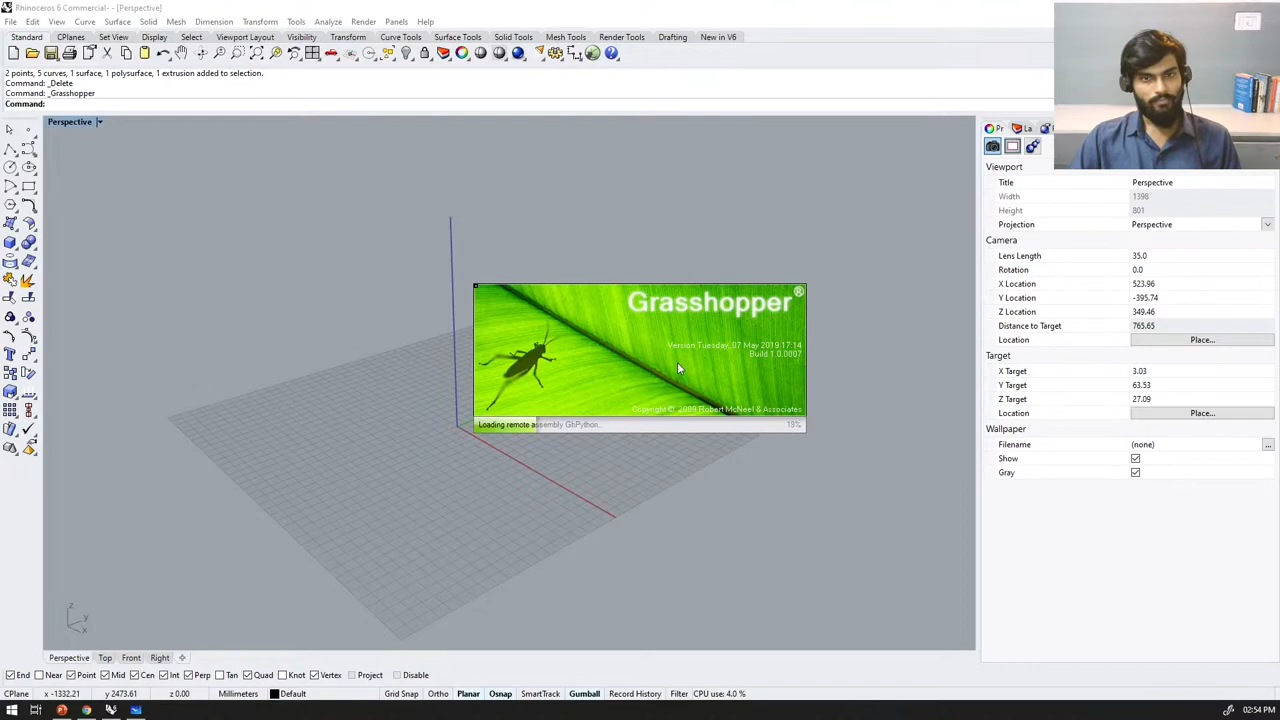 Rhinoceros 6 Commercial- - [Perspective]
File Edit View Curve Surface Solid Mesh Dimension Transform Tools Analyze Render Panels Help
Standard CPlanes Set View Display Select Viewport Layout Visibility Transform Curve Tools Surface Tools Solid Tools Mesh Tools Render Tools Drafting New in V6
2 points, 5 curves, 1 surface, 1 polysurface, 1 extrusion added to selection.
Command: _Delete
Command: _Grasshopper
Command:
Perspective
Pr La
Viewport
Title Perspective
Width 1398
Height 801
Projection Perspective
Camera
Lens Length 35.0
Rotation 0.0
X Location 523.96
Y Location -395.74
Z Location 349.46
Distance to Target 765.65
Location Place...
Target
X Target 3.03
Y Target 63.53
Z Target 27.09
Location Place...
Wallpaper
Filename (none) ...
Show
Gray
Grasshopper®
Version Tuesday, 07 May 2019 17:14
Build 1.0.0007
Copyright © 2009 Robert McNeel & Associates
Loading remote assembly GhPython... 18%
z
y
x
Perspective Top Front Right
End Near Point Mid Cen Int Perp Tan Quad Knot Vertex Project Disable
CPlane x -1332.21 y 2473.61 z 0.00 Millimeters Default Grid Snap Ortho Planar Osnap SmartTrack Gumball Record History Filter CPU use: 4.0 %
02:54 PM